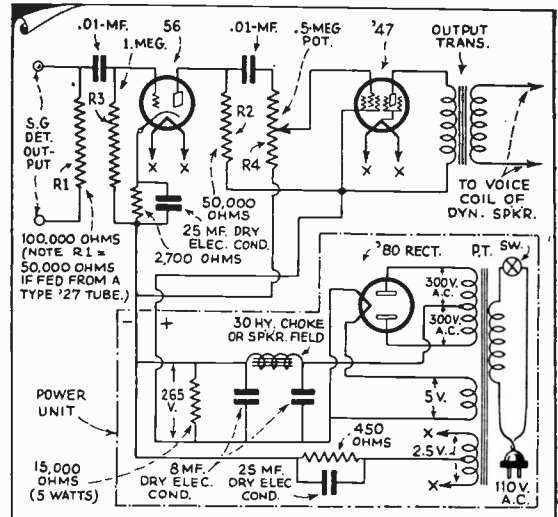 .01-MF.
56
.01-MF.
.5-MEG
POT.
'47
OUTPUT
TRANS.
1. MEG.
R3
S.G
DET.
OUT-
PUT
R1
R2
R4
50,000
OHMS
25 MF. DRY
ELEC. COND.
2,700 OHMS
100,000 OHMS
(NOTE R1 =
50,000 OHMS
IF FED FROM A
TYPE '27 TUBE.)
X X
X X
TO VOICE
COIL OF
DYN. SPKR.
'80 RECT.
P.T.
SW.
300V.
A.C.
300V.
A.C.
- +
30 HY. CHOKE
OR SPKR. FIELD
POWER
UNIT
265
V.
5 V.
450
OHMS
X
2.5V.
X
15,000
OHMS
(5 WATTS)
8 MF. DRY
ELEC.
COND.
25 MF.
DRY ELEC
COND.
110V.
A.C.